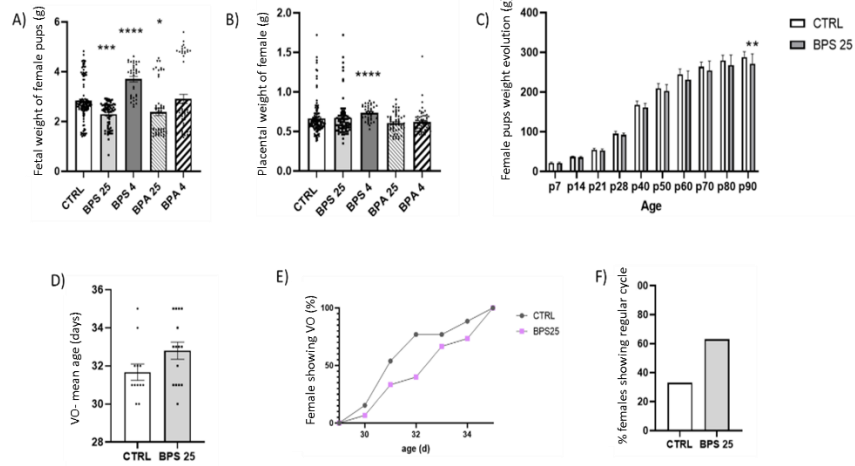 A)
Fetal weight of female pups (g)
6
4
2
0
***
****
*
CTRL
BPS 25
BPS 4
BPA 25
BPA 4
B)
Placental weight of female (g)
2.0
1.5
1.0
0.5
0.0
****
CTRL
BPS 25
BPS 4
BPA 25
BPA 4
C)
Female pups weight evolution (g)
400
300
200
100
0
**
p7 p14 p21 p28 p40 p50 p60 p70 p80 p90
Age
CTRL
BPS 25
D)
VO- mean age (days)
36
34
32
30
28
CTRL BPS 25
E)
Female showing VO (%)
100
50
0
30 32 34
age (d)
CTRL
BPS25
F)
% females showing regular cycle
00
80
60
40
20
0
CTRL BPS 25